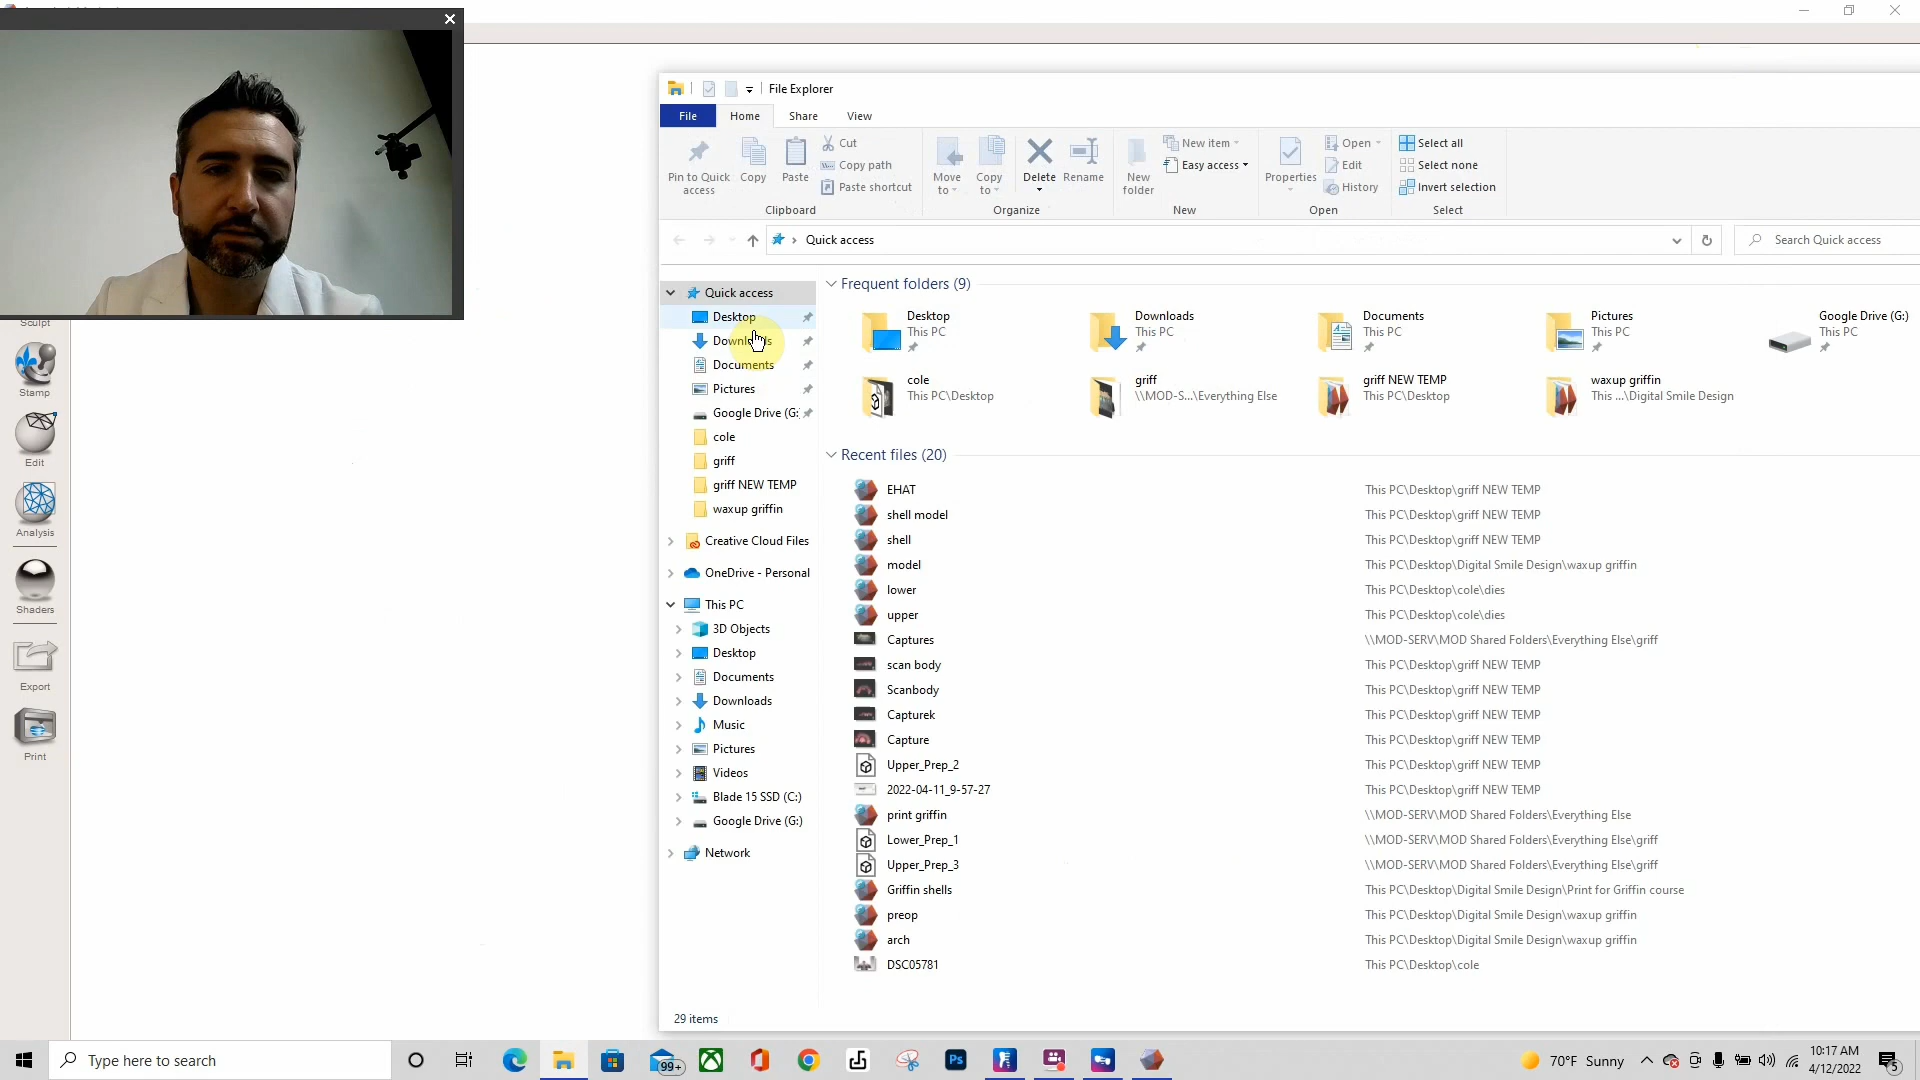 File Explorer
File
Home
Share
View
Pin to Quick access
Copy
Paste
Cut
Copy path
Paste shortcut
Clipboard
Move to
Copy to
Delete
Rename
Organize
New folder
New item
Easy access
New
Properties
Open
Edit
History
Open
Select all
Select none
Invert selection
Select
Quick access
Search Quick access
Quick access
Desktop
Downloads
Documents
Pictures
Google Drive (G:
cole
griff
griff NEW TEMP
waxup griffin
Creative Cloud Files
OneDrive - Personal
This PC
3D Objects
Desktop
Documents
Downloads
Music
Pictures
Videos
Blade 15 SSD (C:)
Google Drive (G:)
Network
Frequent folders (9)
Desktop
This PC
Downloads
This PC
Documents
This PC
Pictures
This PC
Google Drive (G:)
This PC
cole
This PC\Desktop
griff
\\MOD-S...\Everything Else
griff NEW TEMP
This PC\Desktop
waxup griffin
This ...\Digital Smile Design
Recent files (20)
EHAT This PC\Desktop\griff NEW TEMP
shell model This PC\Desktop\griff NEW TEMP
shell This PC\Desktop\griff NEW TEMP
model This PC\Desktop\Digital Smile Design\waxup griffin
lower This PC\Desktop\cole\dies
upper This PC\Desktop\cole\dies
Captures \\MOD-SERV\MOD Shared Folders\Everything Else\griff
scan body This PC\Desktop\griff NEW TEMP
Scanbody This PC\Desktop\griff NEW TEMP
Capturek This PC\Desktop\griff NEW TEMP
Capture This PC\Desktop\griff NEW TEMP
Upper_Prep_2 This PC\Desktop\griff NEW TEMP
2022-04-11_9-57-27 This PC\Desktop\griff NEW TEMP
print griffin \\MOD-SERV\MOD Shared Folders\Everything Else
Lower_Prep_1 \\MOD-SERV\MOD Shared Folders\Everything Else\griff
Upper_Prep_3 \\MOD-SERV\MOD Shared Folders\Everything Else\griff
Griffin shells This PC\Desktop\Digital Smile Design\Print for Griffin course
preop This PC\Desktop\Digital Smile Design\waxup griffin
arch This PC\Desktop\Digital Smile Design\waxup griffin
DSC05781 This PC\Desktop\cole
29 items
Sculpt
Stamp
Edit
Analysis
Shaders
Export
Print
Type here to search
99+
Ps
70°F Sunny
10:17 AM
4/12/2022
5